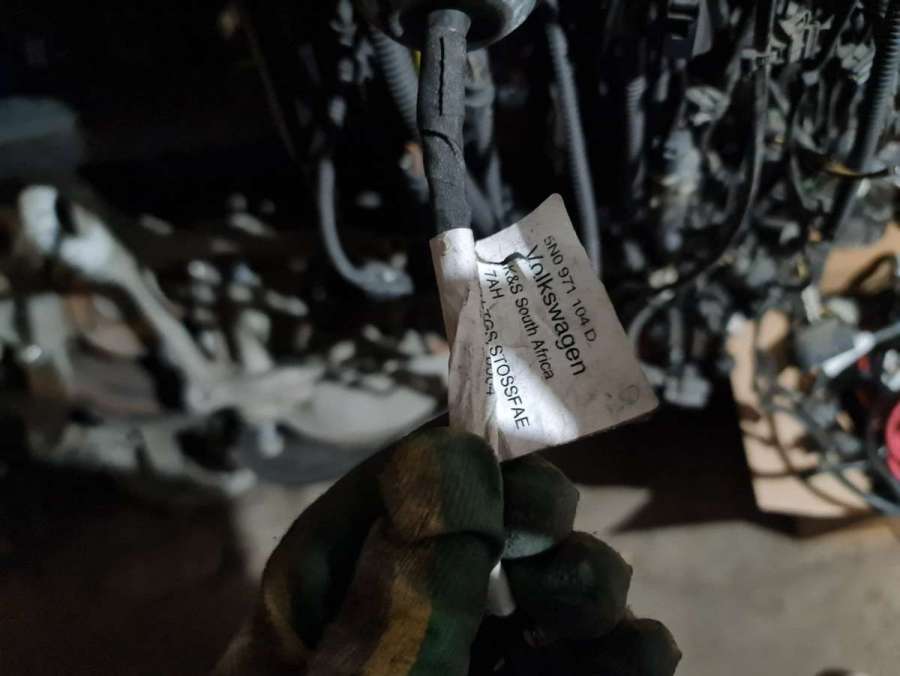 5N0 971 104 D
Volkswagen
K&S South Africa
7AH
STOSSFAE